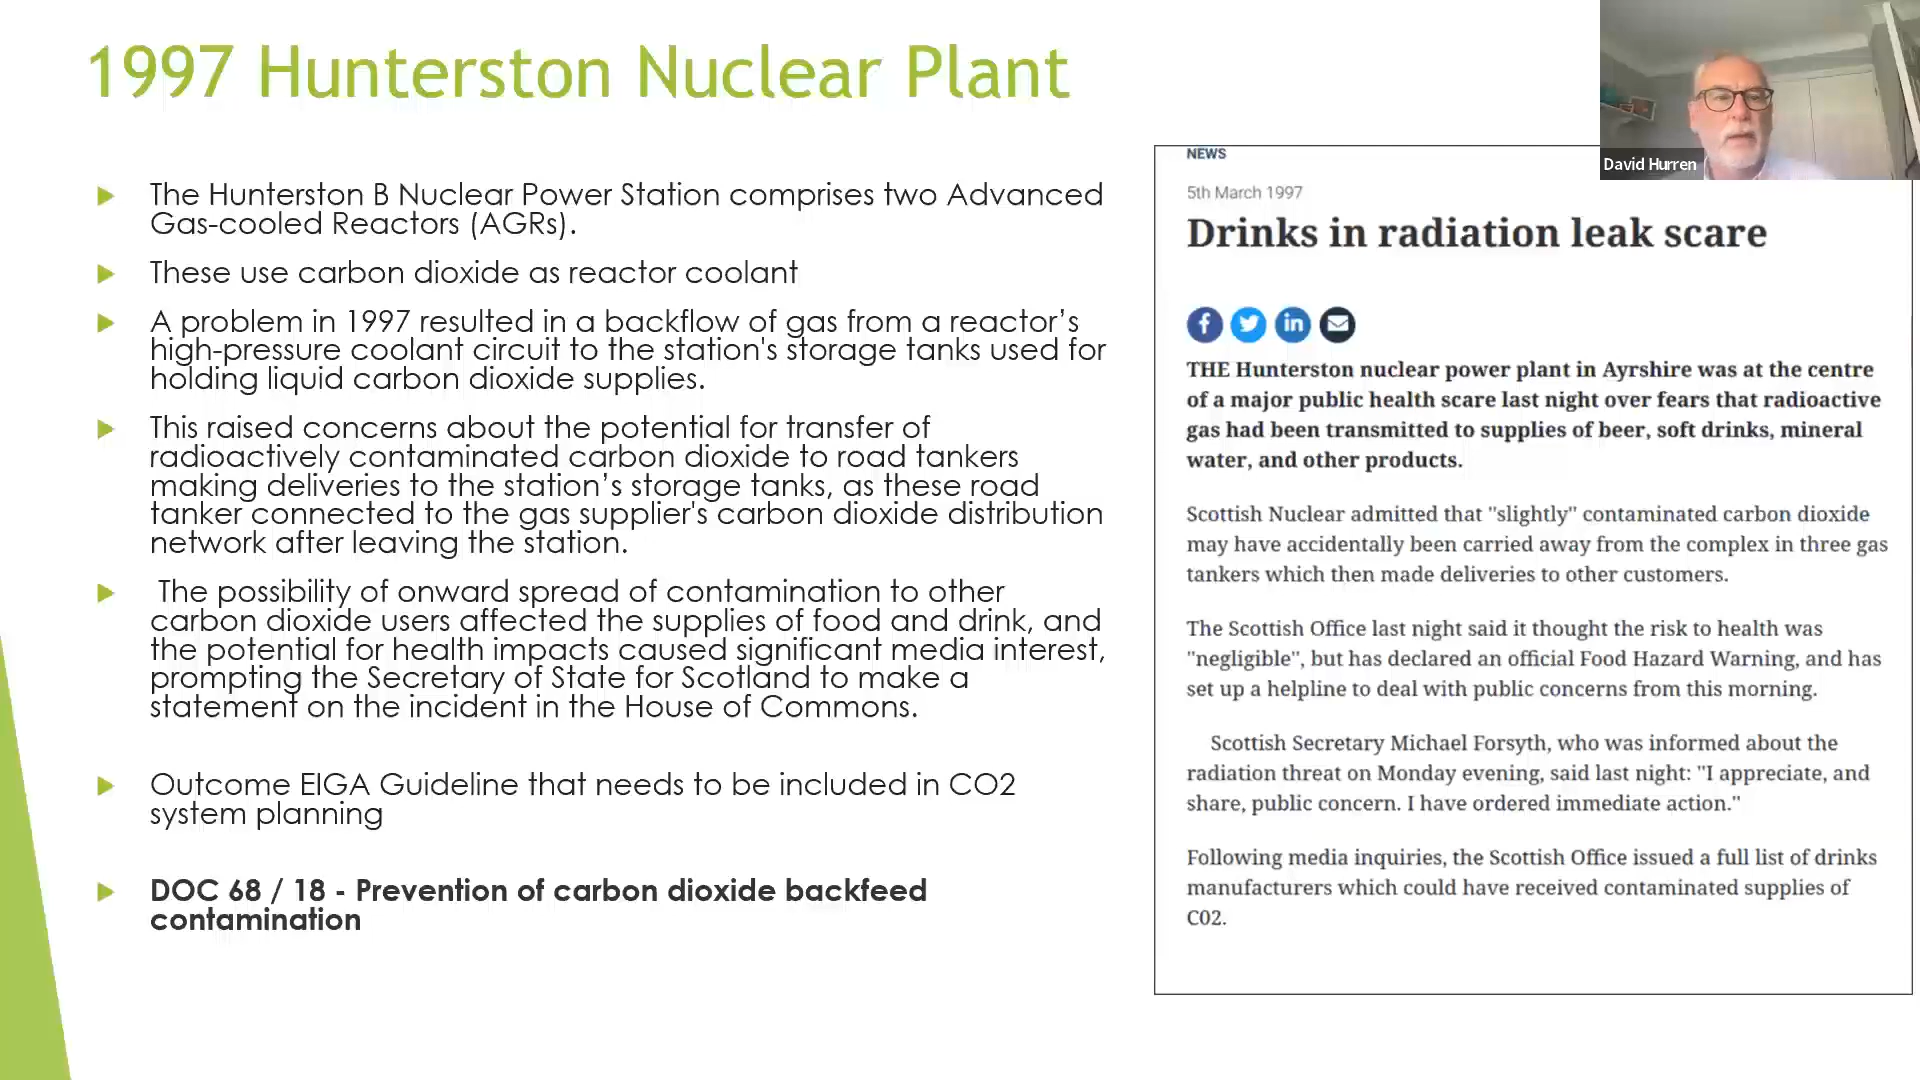 1997 Hunterston Nuclear Plant
The Hunterston B Nuclear Power Station comprises two Advanced
Gas-cooled Reactors (AGRs).
These use carbon dioxide as reactor coolant
A problem in 1997 resulted in a backflow of gas from a reactor’s
high-pressure coolant circuit to the station's storage tanks used for
holding liquid carbon dioxide supplies.
This raised concerns about the potential for transfer of
radioactively contaminated carbon dioxide to road tankers
making deliveries to the station’s storage tanks, as these road
tanker connected to the gas supplier's carbon dioxide distribution
network after leaving the station.
The possibility of onward spread of contamination to other
carbon dioxide users affected the supplies of food and drink, and
the potential for health impacts caused significant media interest,
prompting the Secretary of State for Scotland to make a
statement on the incident in the House of Commons.
Outcome EIGA Guideline that needs to be included in CO2
system planning
DOC 68 / 18 - Prevention of carbon dioxide backfeed
contamination
David Hurren
NEWS
5th March 1997
Drinks in radiation leak scare
THE Hunterston nuclear power plant in Ayrshire was at the centre
of a major public health scare last night over fears that radioactive
gas had been transmitted to supplies of beer, soft drinks, mineral
water, and other products.
Scottish Nuclear admitted that "slightly" contaminated carbon dioxide
may have accidentally been carried away from the complex in three gas
tankers which then made deliveries to other customers.
The Scottish Office last night said it thought the risk to health was
"negligible", but has declared an official Food Hazard Warning, and has
set up a helpline to deal with public concerns from this morning.
Scottish Secretary Michael Forsyth, who was informed about the
radiation threat on Monday evening, said last night: "I appreciate, and
share, public concern. I have ordered immediate action."
Following media inquiries, the Scottish Office issued a full list of drinks
manufacturers which could have received contaminated supplies of
C02.